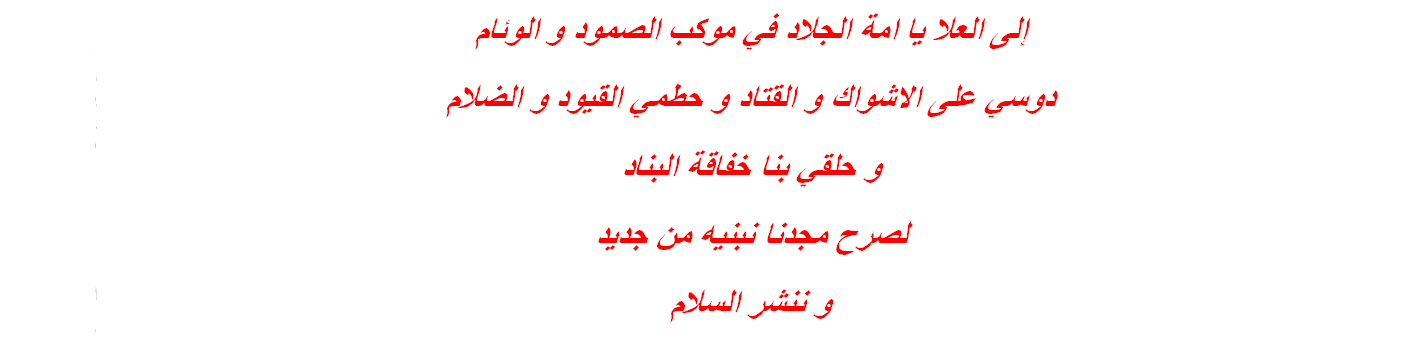 إلى العلا يا امة الجلاد في موكب الصمود و الوئام
دوسي على الاشواك و القتاد و حطمي القيود و الضلام
و حلقي بنا خفاقة البناد
لصرح مجدنا نبنيه من جديد
و ننشر السلام